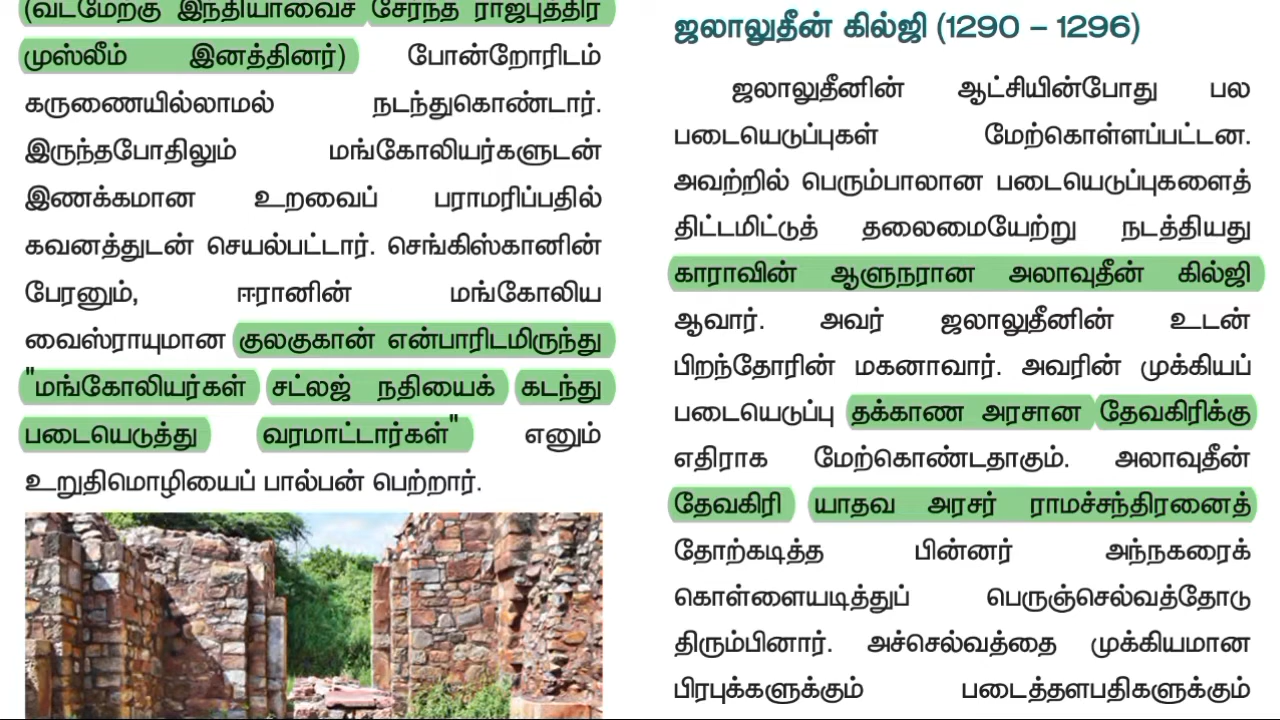 (வடமேற்கு இந்தியாவைச் சேர்ந்த ராஜபுத்திர
முஸ்லீம் இனத்தினர்) போன்றோரிடம்
கருணையில்லாமல் நடந்துகொண்டார்.
இருந்தபோதிலும் மங்கோலியர்களுடன்
இணக்கமான உறவைப் பராமரிப்பதில்
கவனத்துடன் செயல்பட்டார். செங்கிஸ்கானின்
பேரனும், ஈரானின் மங்கோலிய
வைஸ்ராயுமான குலகுகான் என்பாரிடமிருந்து
"மங்கோலியர்கள் சட்லஜ் நதியைக் கடந்து
படையெடுத்து வரமாட்டார்கள்" எனும்
உறுதிமொழியைப் பால்பன் பெற்றார்.
ஜலாலுதீன் கில்ஜி (1290 – 1296)
ஜலாலுதீனின் ஆட்சியின்போது பல
படையெடுப்புகள் மேற்கொள்ளப்பட்டன.
அவற்றில் பெரும்பாலான படையெடுப்புகளைத்
திட்டமிட்டுத் தலைமையேற்று நடத்தியது
காராவின் ஆளுநரான அலாவுதீன் கில்ஜி
ஆவார். அவர் ஜலாலுதீனின் உடன்
பிறந்தோரின் மகனாவார். அவரின் முக்கியப்
படையெடுப்பு தக்காண அரசான தேவகிரிக்கு
எதிராக மேற்கொண்டதாகும். அலாவுதீன்
தேவகிரி யாதவ அரசர் ராமச்சந்திரனைத்
தோற்கடித்த பின்னர் அந்நகரைக்
கொள்ளையடித்துப் பெருஞ்செல்வத்தோடு
திரும்பினார். அச்செல்வத்தை முக்கியமான
பிரபுக்களுக்கும் படைத்தளபதிகளுக்கும்